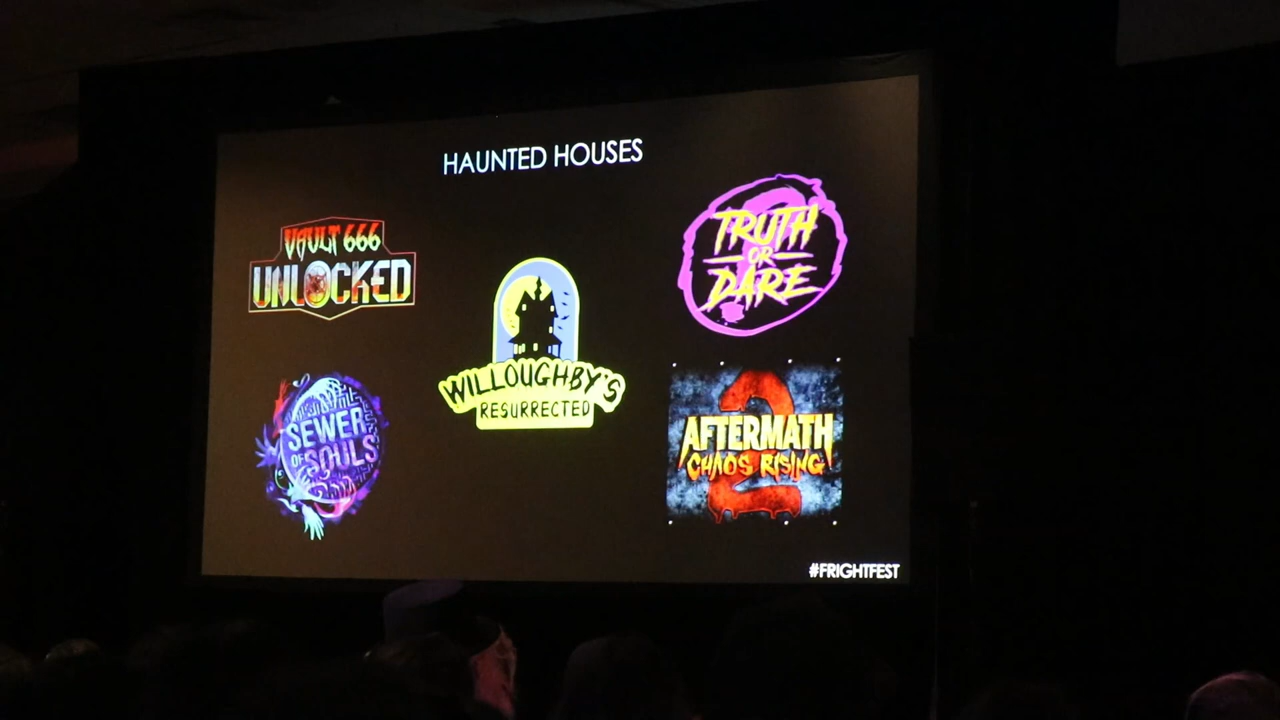 HAUNTED HOUSES
VAULT 666
UNLOCKED
TRUTH
OR
DARE
WILLOUGHBY'S
RESURRECTED
SEWER
OF SOULS
2
AFTERMATH
CHAOS RISING
#FRIGHTFEST